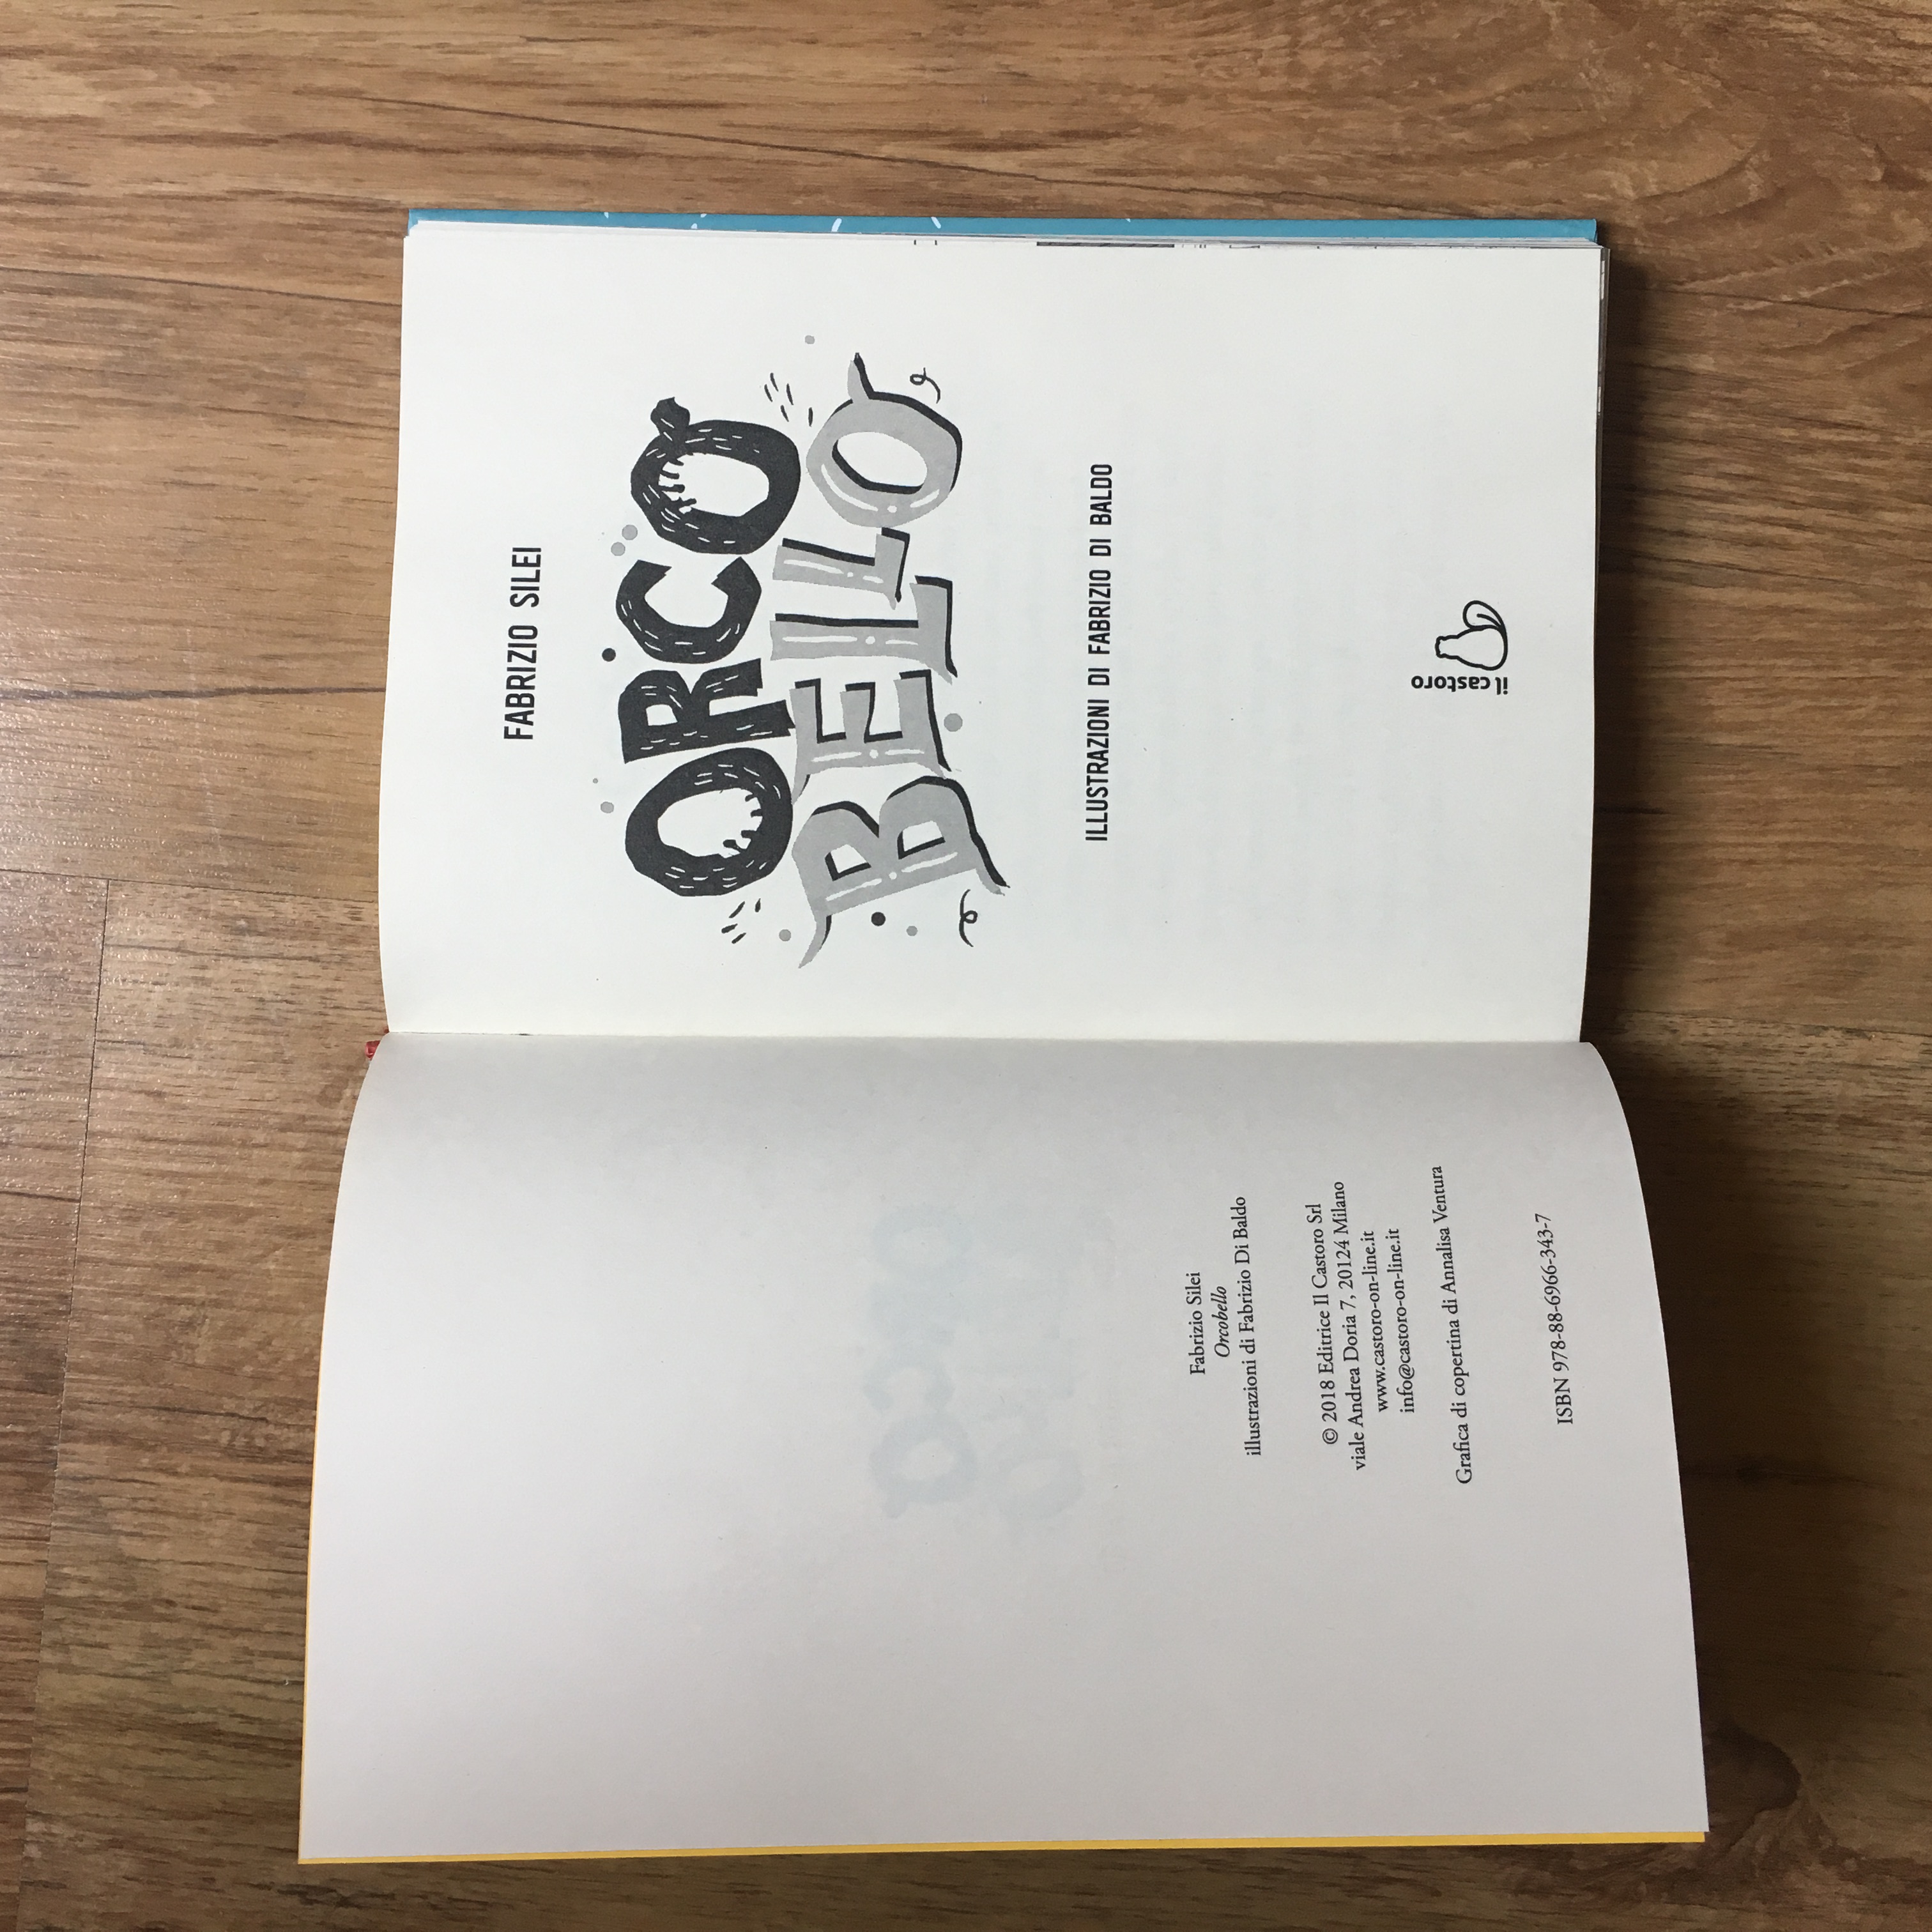 Fabrizio Silei
Orcobello
illustrazioni di Fabrizio Di Baldo
© 2018 Editrice Il Castoro Srl
viale Andrea Doria 7, 20124 Milano
www.castoro-on-line.it
info@castoro-on-line.it
Grafica di copertina di Annalisa Ventura
ISBN 978-88-6966-343-7
FABRIZIO SILEI
ORCO
BELLO
ILLUSTRAZIONI DI FABRIZIO DI BALDO
il castoro